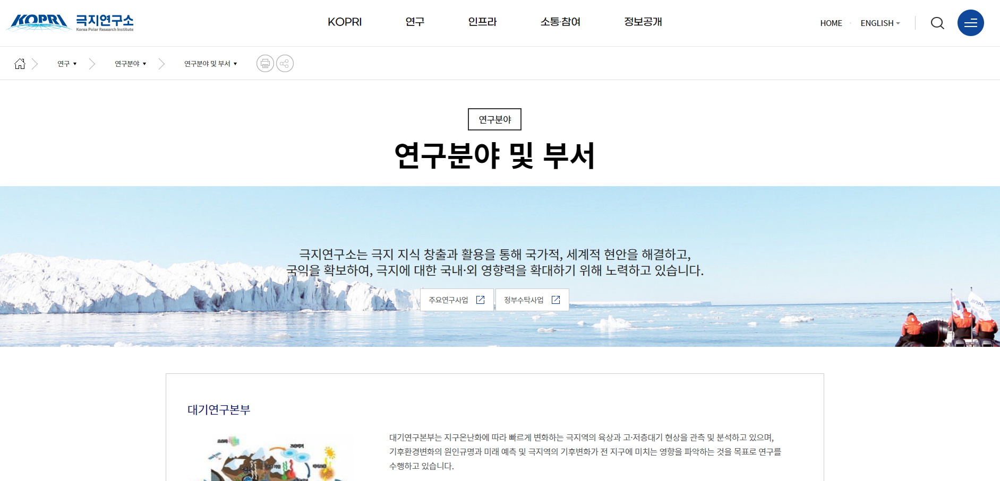 KOPRI 극지연구소
Korea Polar Research Institute
KOPRI 연구 인프라 소통·참여 정보공개
HOME ENGLISH
연구 연구분야 연구분야 및 부서
연구분야
연구분야 및 부서
극지연구소는 극지 지식 창출과 활용을 통해 국가적, 세계적 현안을 해결하고,
국익을 확보하여, 극지에 대한 국내·외 영향력을 확대하기 위해 노력하고 있습니다.
주요연구사업 정부수탁사업
대기연구본부
대기연구본부는 지구온난화에 따라 빠르게 변화하는 극지역의 육상과 고·저층대기 현상을 관측 및 분석하고 있으며,
기후환경변화의 원인규명과 미래 예측 및 극지역의 기후변화가 전 지구에 미치는 영향을 파악하는 것을 목표로 연구를
수행하고 있습니다.